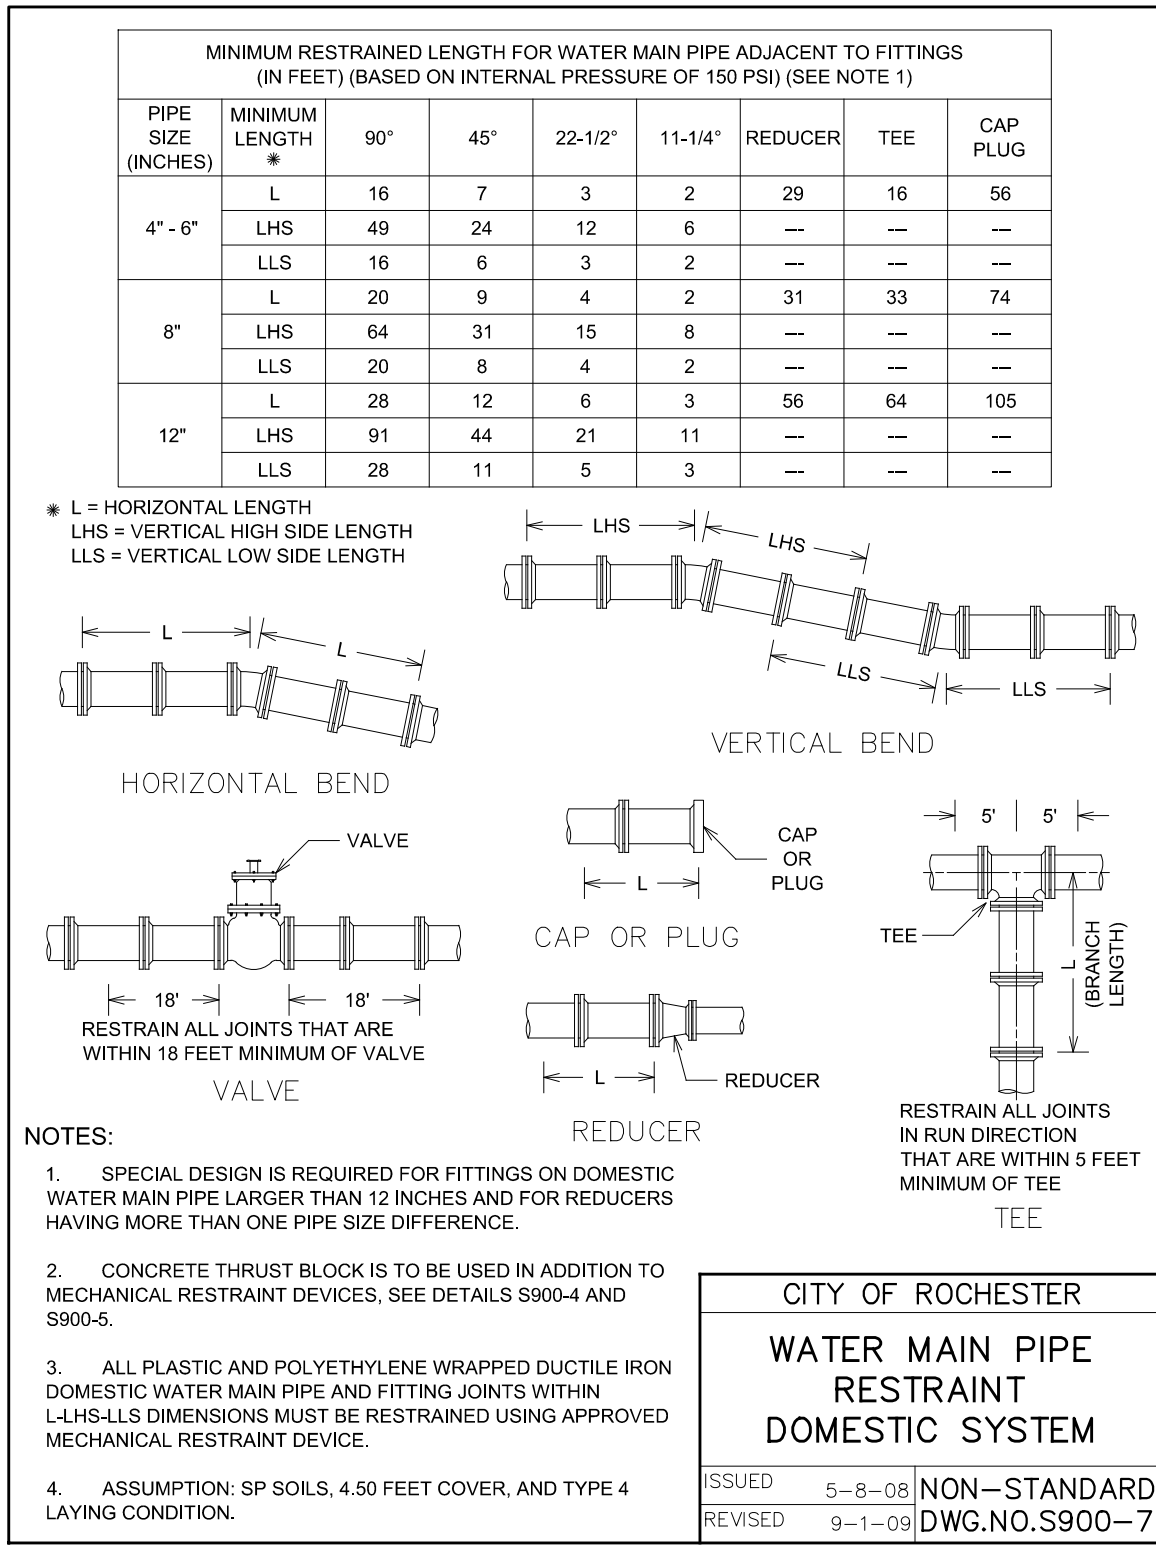 MINIMUM RESTRAINED LENGTH FOR WATER MAIN PIPE ADJACENT TO FITTINGS
(IN FEET) (BASED ON INTERNAL PRESSURE OF 150 PSI) (SEE NOTE 1)
PIPE SIZE (INCHES) MINIMUM LENGTH * 90° 45° 22-1/2° 11-1/4° REDUCER TEE CAP PLUG
4" - 6" L 16 7 3 2 29 16 56
LHS 49 24 12 6 --- --- ---
LLS 16 6 3 2 --- --- ---
8" L 20 9 4 2 31 33 74
LHS 64 31 15 8 --- --- ---
LLS 20 8 4 2 --- --- ---
12" L 28 12 6 3 56 64 105
LHS 91 44 21 11 --- --- ---
LLS 28 11 5 3 --- --- ---
* L = HORIZONTAL LENGTH
LHS = VERTICAL HIGH SIDE LENGTH
LLS = VERTICAL LOW SIDE LENGTH
L
L
HORIZONTAL BEND
LHS
LHS
LLS
LLS
VERTICAL BEND
VALVE
18' 18'
RESTRAIN ALL JOINTS THAT ARE
WITHIN 18 FEET MINIMUM OF VALVE
VALVE
CAP
OR
PLUG
L
CAP OR PLUG
L
REDUCER
REDUCER
5' 5'
TEE
L
(BRANCH
LENGTH)
RESTRAIN ALL JOINTS
IN RUN DIRECTION
THAT ARE WITHIN 5 FEET
MINIMUM OF TEE
TEE
NOTES:
1. SPECIAL DESIGN IS REQUIRED FOR FITTINGS ON DOMESTIC
WATER MAIN PIPE LARGER THAN 12 INCHES AND FOR REDUCERS
HAVING MORE THAN ONE PIPE SIZE DIFFERENCE.
2. CONCRETE THRUST BLOCK IS TO BE USED IN ADDITION TO
MECHANICAL RESTRAINT DEVICES, SEE DETAILS S900-4 AND
S900-5.
3. ALL PLASTIC AND POLYETHYLENE WRAPPED DUCTILE IRON
DOMESTIC WATER MAIN PIPE AND FITTING JOINTS WITHIN
L-LHS-LLS DIMENSIONS MUST BE RESTRAINED USING APPROVED
MECHANICAL RESTRAINT DEVICE.
4. ASSUMPTION: SP SOILS, 4.50 FEET COVER, AND TYPE 4
LAYING CONDITION.
CITY OF ROCHESTER
WATER MAIN PIPE
RESTRAINT
DOMESTIC SYSTEM
ISSUED 5-8-08
REVISED 9-1-09
NON-STANDARD
DWG.NO.S900-7